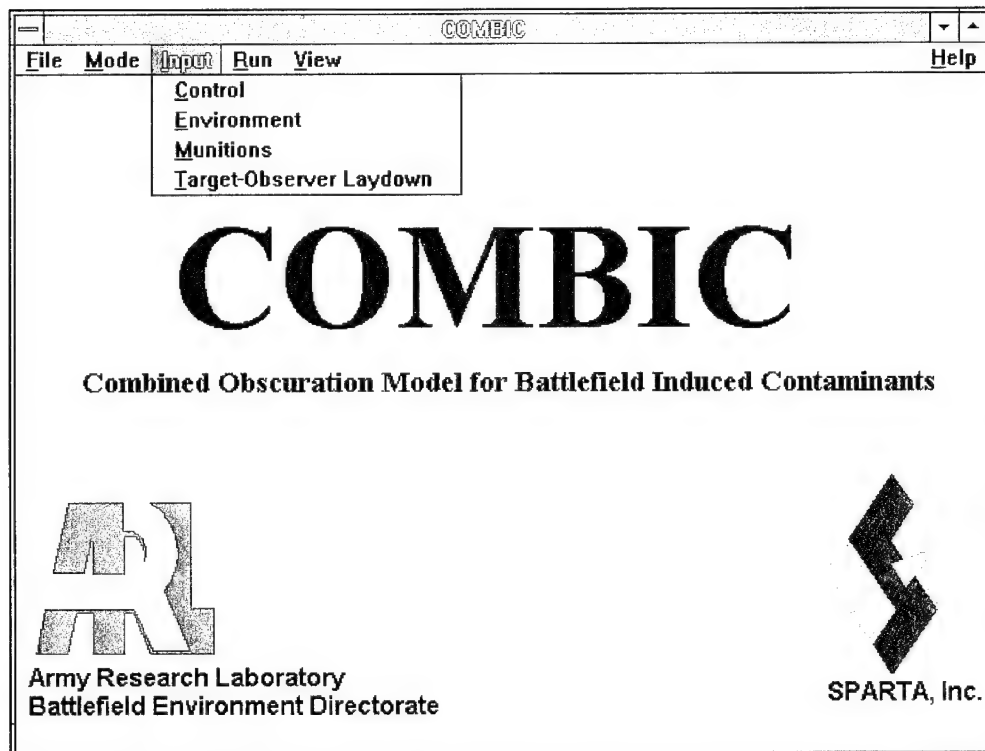 COMBIC
File Mode Input Run View Help
Control
Environment
Munitions
Target-Observer Laydown
COMBIC
Combined Obscuration Model for Battlefield Induced Contaminants
ARL
Army Research Laboratory
Battlefield Environment Directorate
SPARTA, Inc.